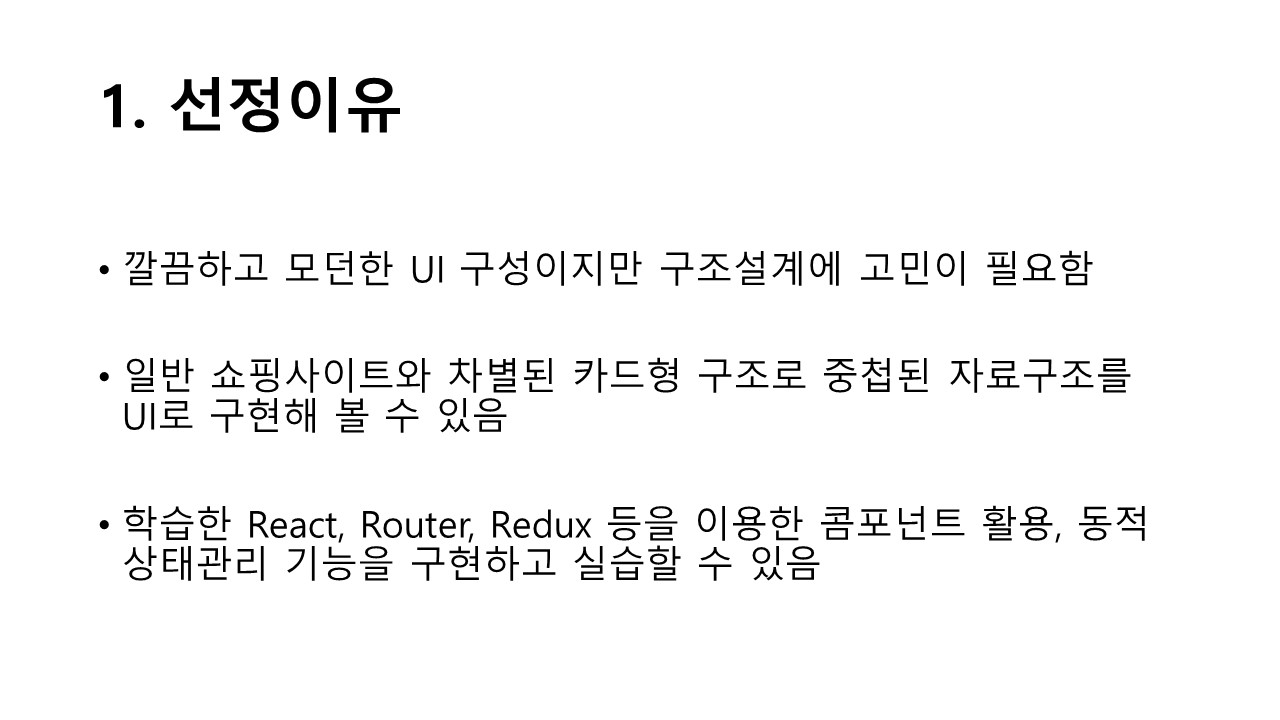 1. 선정이유
• 깔끔하고 모던한 UI 구성이지만 구조설계에 고민이 필요함
• 일반 쇼핑사이트와 차별된 카드형 구조로 중첩된 자료구조를
UI로 구현해 볼 수 있음
• 학습한 React, Router, Redux 등을 이용한 콤포넌트 활용, 동적
상태관리 기능을 구현하고 실습할 수 있음